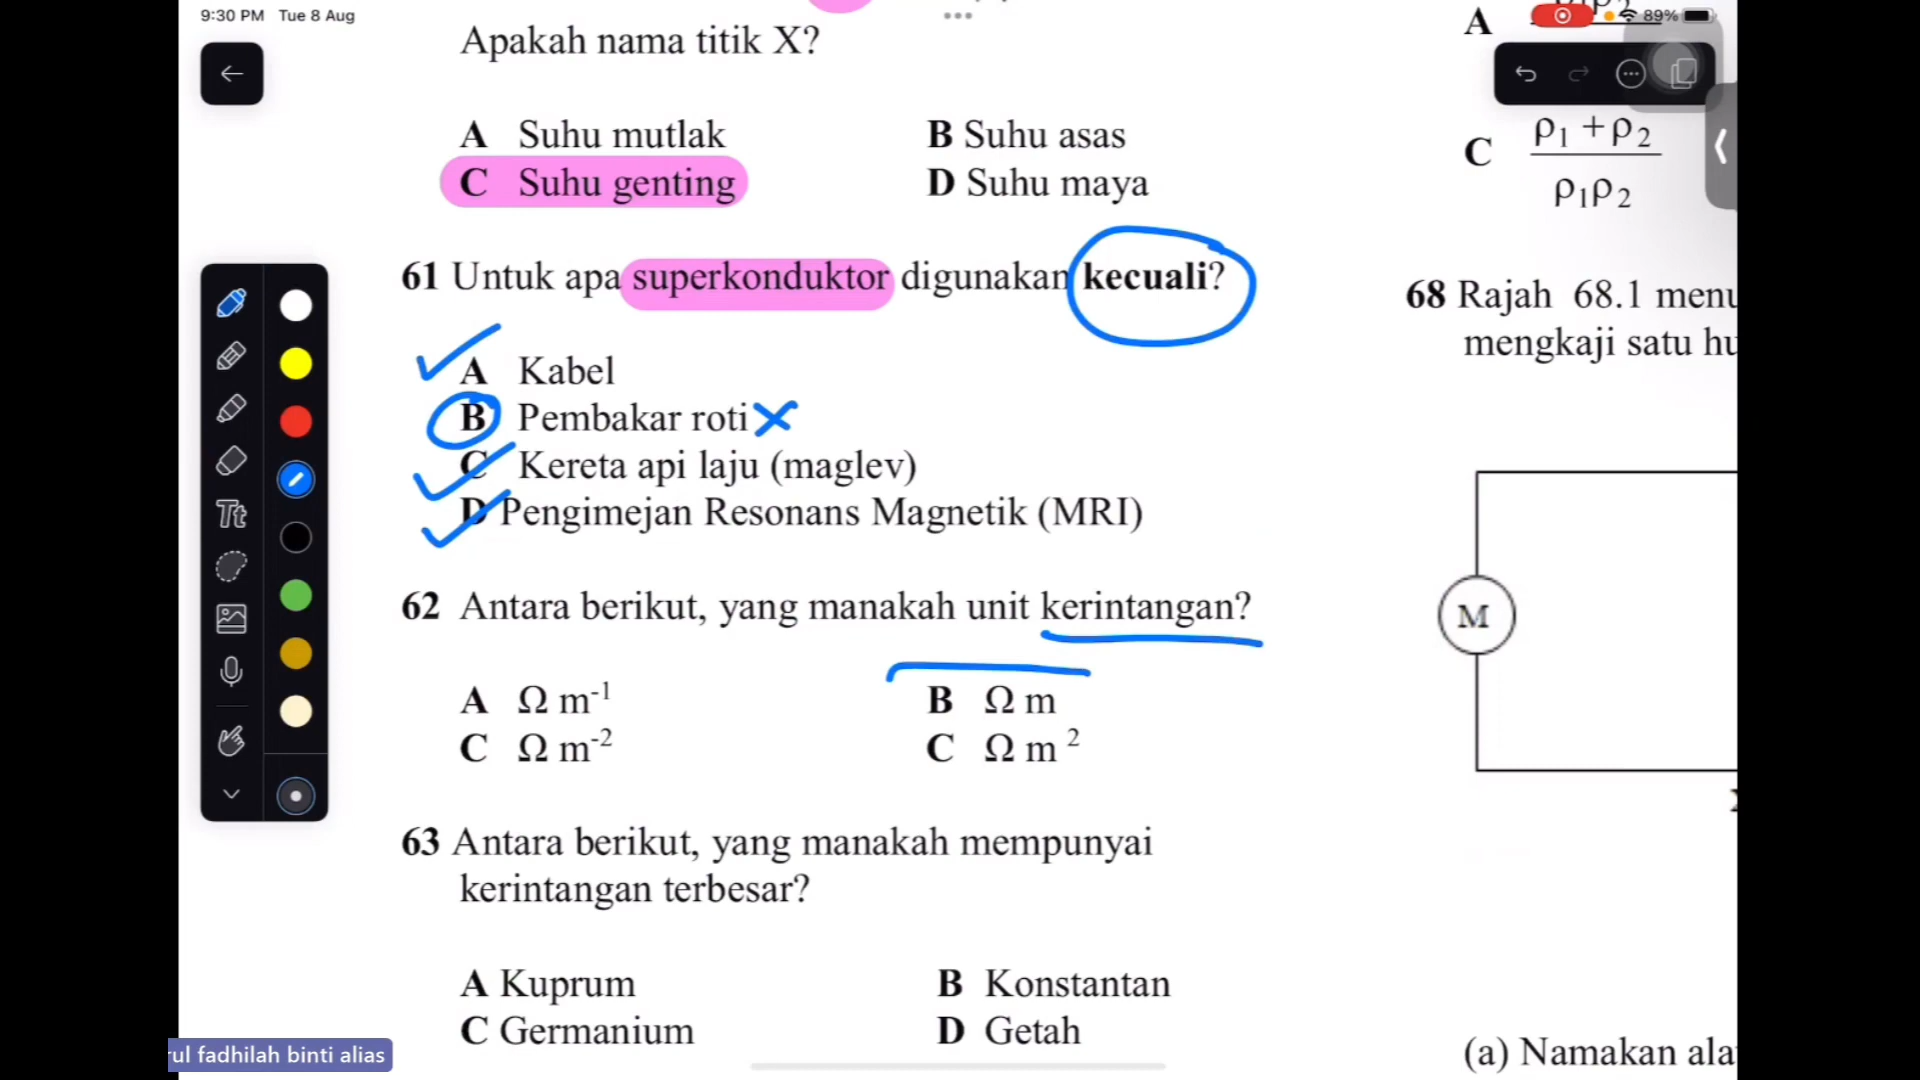 9:30 PM Tue 8 Aug
89%
Apakah nama titik X?
A Suhu mutlak
B Suhu asas
C Suhu genting
D Suhu maya
61 Untuk apa superkonduktor digunakan kecuali?
A Kabel
B Pembakar roti
C Kereta api laju (maglev)
D Pengimejan Resonans Magnetik (MRI)
62 Antara berikut, yang manakah unit kerintangan?
A Ω m⁻¹
B Ω m
C Ω m⁻²
C Ω m ²
63 Antara berikut, yang manakah mempunyai
kerintangan terbesar?
A Kuprum
B Konstantan
C Germanium
D Getah
A
C ρ₁ + ρ₂
ρ₁ρ₂
68 Rajah 68.1 menu
mengkaji satu hu
M
(a) Namakan ala
Tt
rul fadhilah binti alias